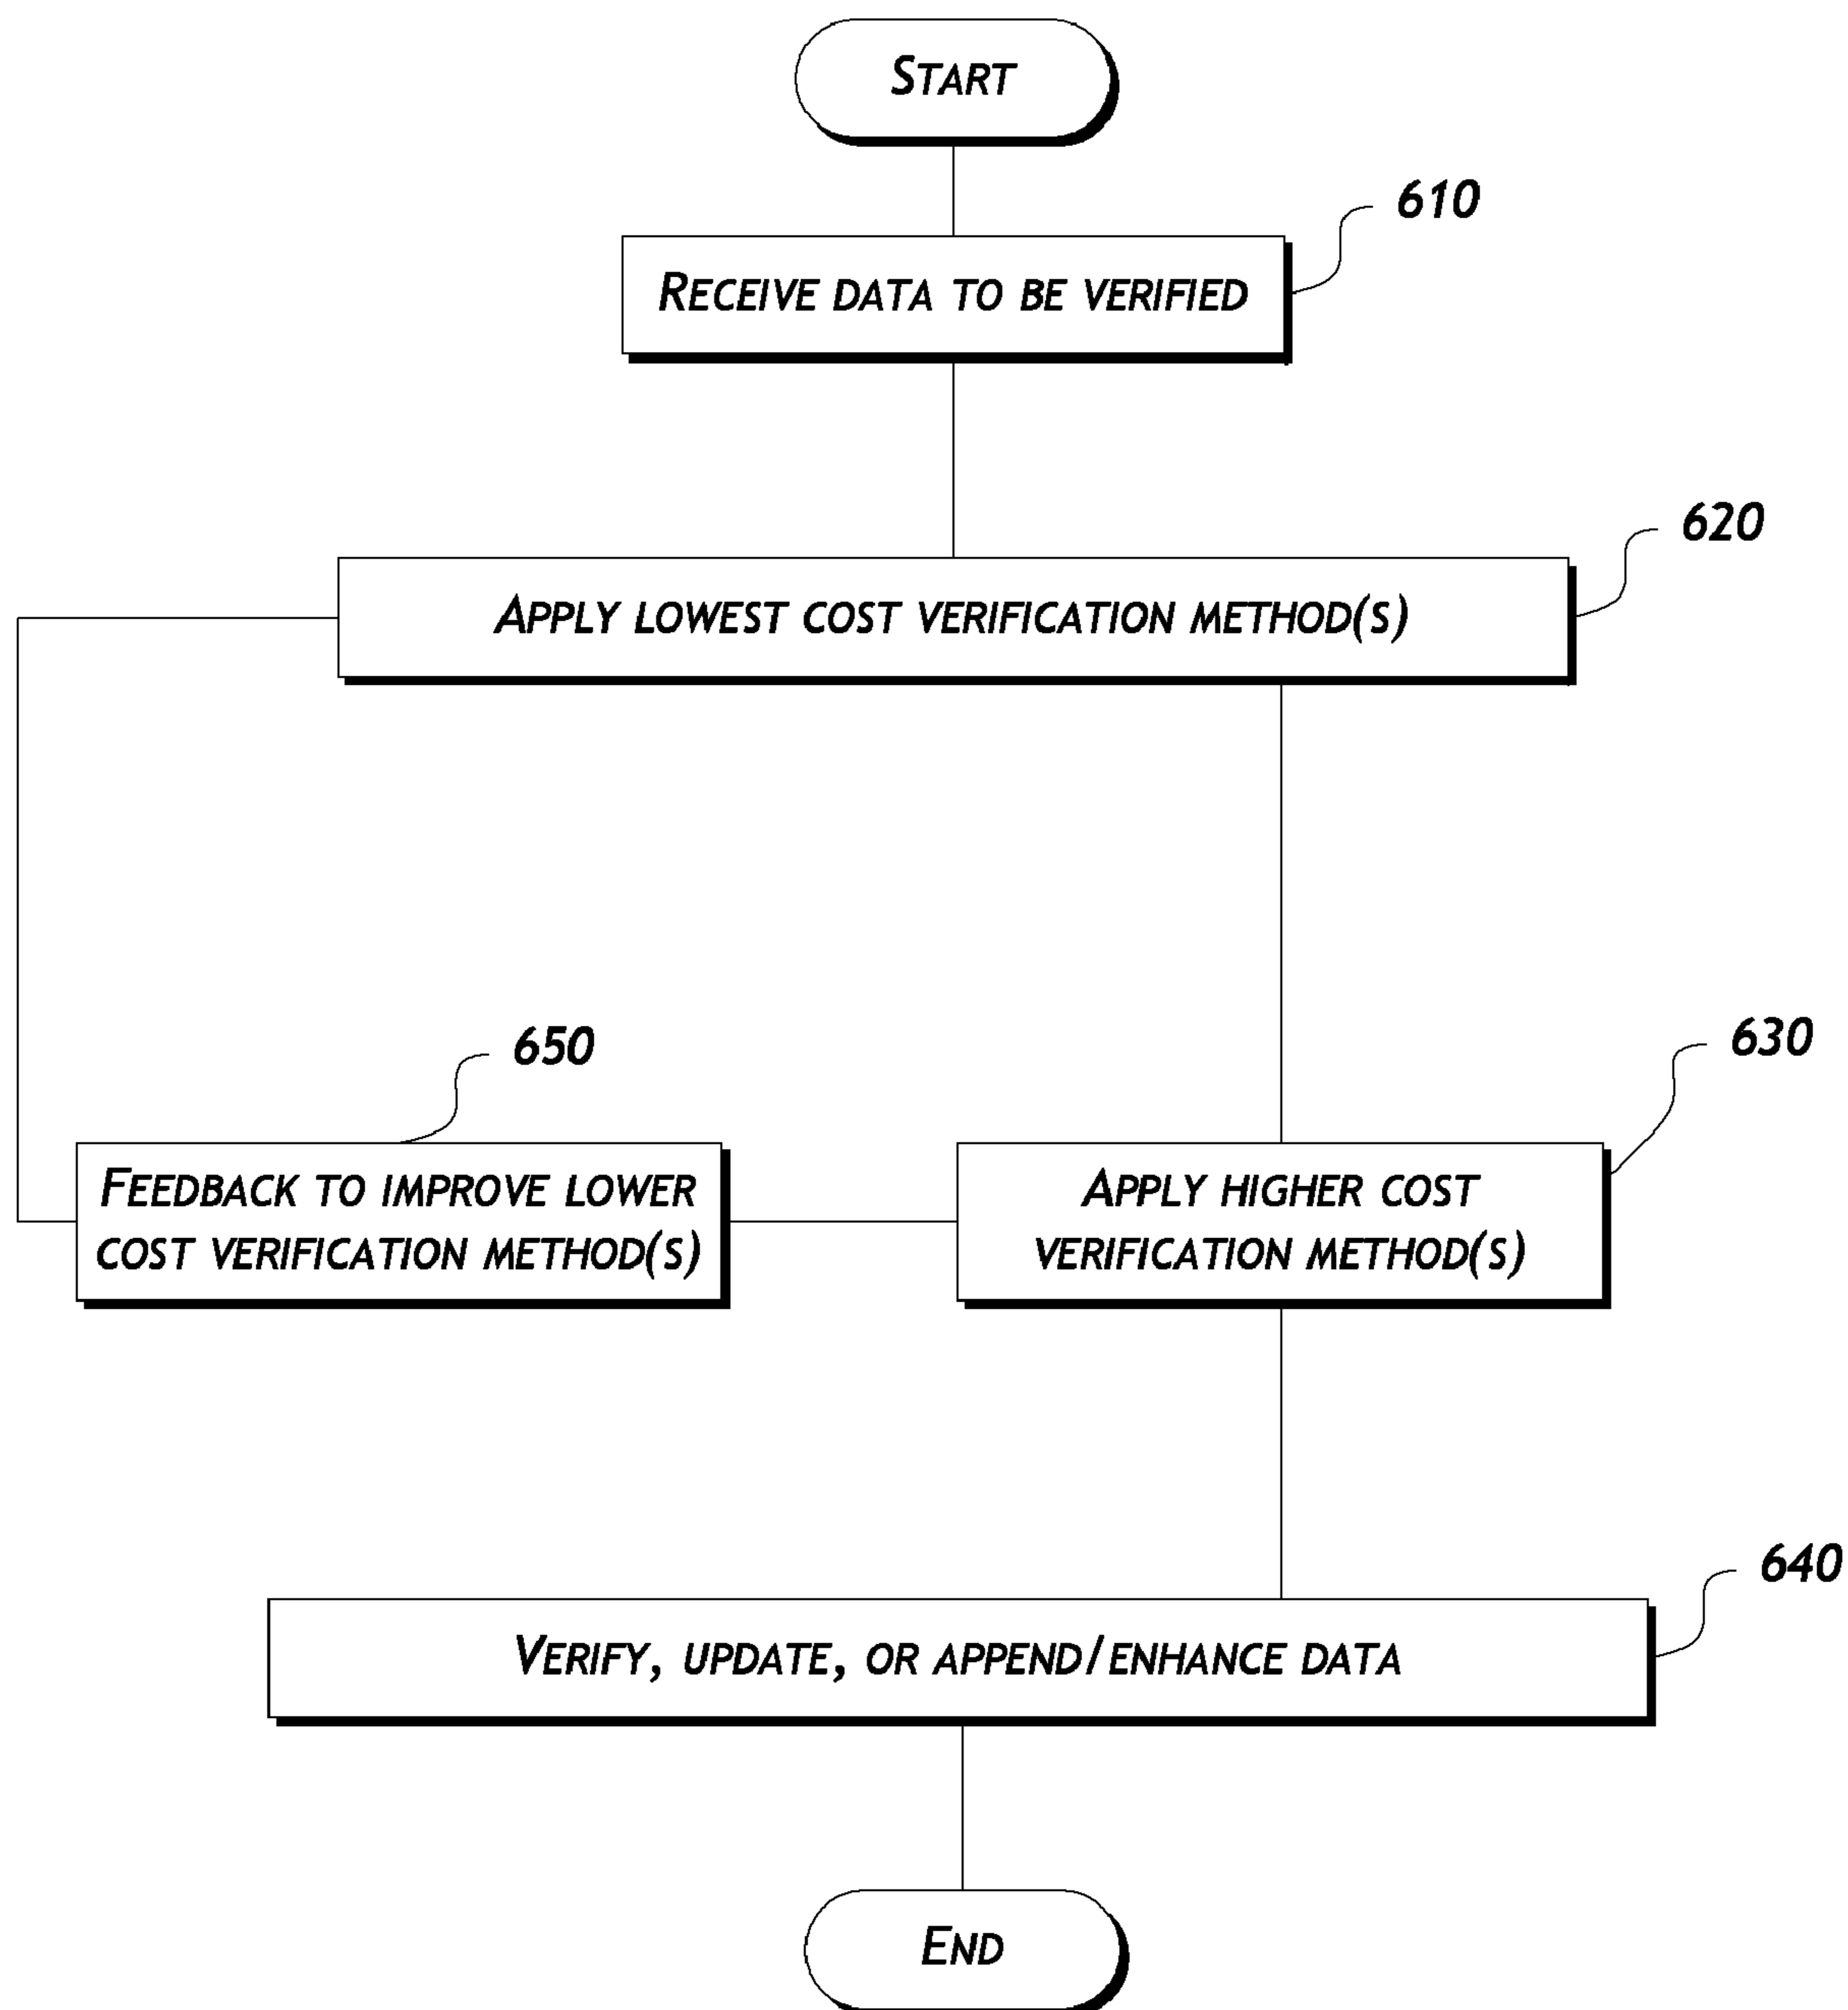 START
610
RECEIVE DATA TO BE VERIFIED
620
APPLY LOWEST COST VERIFICATION METHOD(S)
650
630
FEEDBACK TO IMPROVE LOWER
COST VERIFICATION METHOD(S)
APPLY HIGHER COST
VERIFICATION METHOD(S)
640
VERIFY, UPDATE, OR APPEND/ENHANCE DATA
END